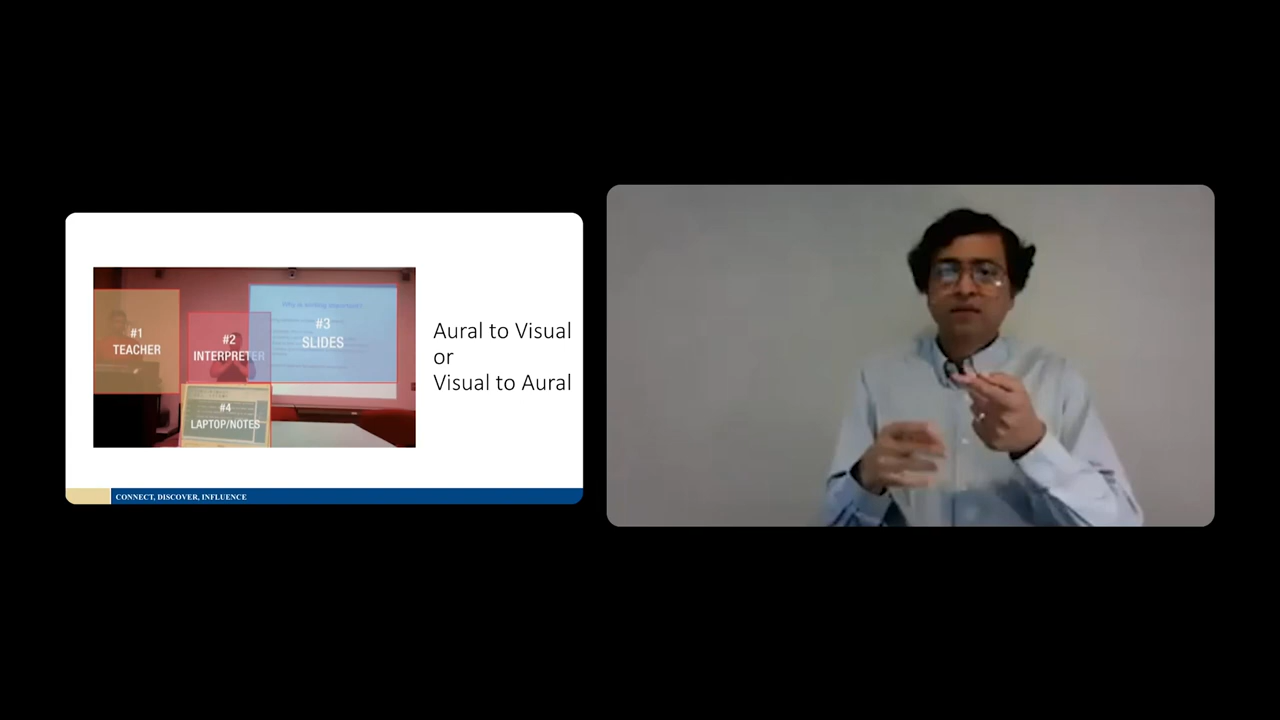 #1
TEACHER
#2
INTERPRETER
#3
SLIDES
#4
LAPTOP/NOTES
Aural to Visual
or
Visual to Aural
CONNECT, DISCOVER, INFLUENCE